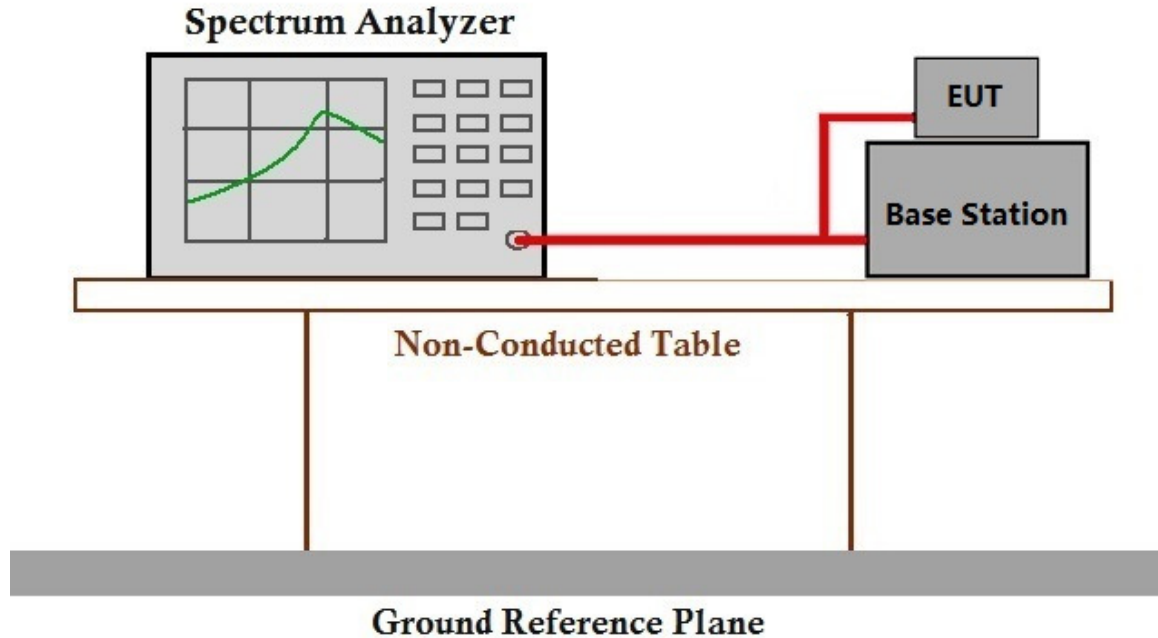 Spectrum Analyzer
EUT
Base Station
Non-Conducted Table
Ground Reference Plane